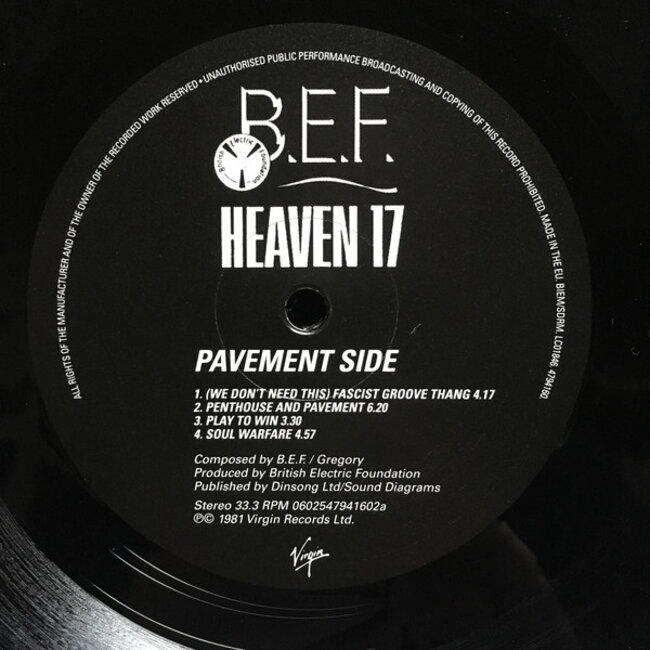 ALL RIGHTS OF THE MANUFACTURER AND OF THE OWNER OF THE RECORDED WORK RESERVED • UNAUTHORISED PUBLIC PERFORMANCE BROADCASTING AND COPYING OF THIS RECORD PROHIBITED. MADE IN THE EU. BIEM/SDRM. LC01846. 4794160.
B.E.F.
British Electric Foundation
HEAVEN 17
PAVEMENT SIDE
1. (WE DON'T NEED THIS) FASCIST GROOVE THANG 4.17
2. PENTHOUSE AND PAVEMENT 6.20
3. PLAY TO WIN 3.30
4. SOUL WARFARE 4.57
Composed by B.E.F. / Gregory
Produced by British Electric Foundation
Published by Dinsong Ltd/Sound Diagrams
Stereo 33.3 RPM 0602547941602a
℗© 1981 Virgin Records Ltd.
Virgin